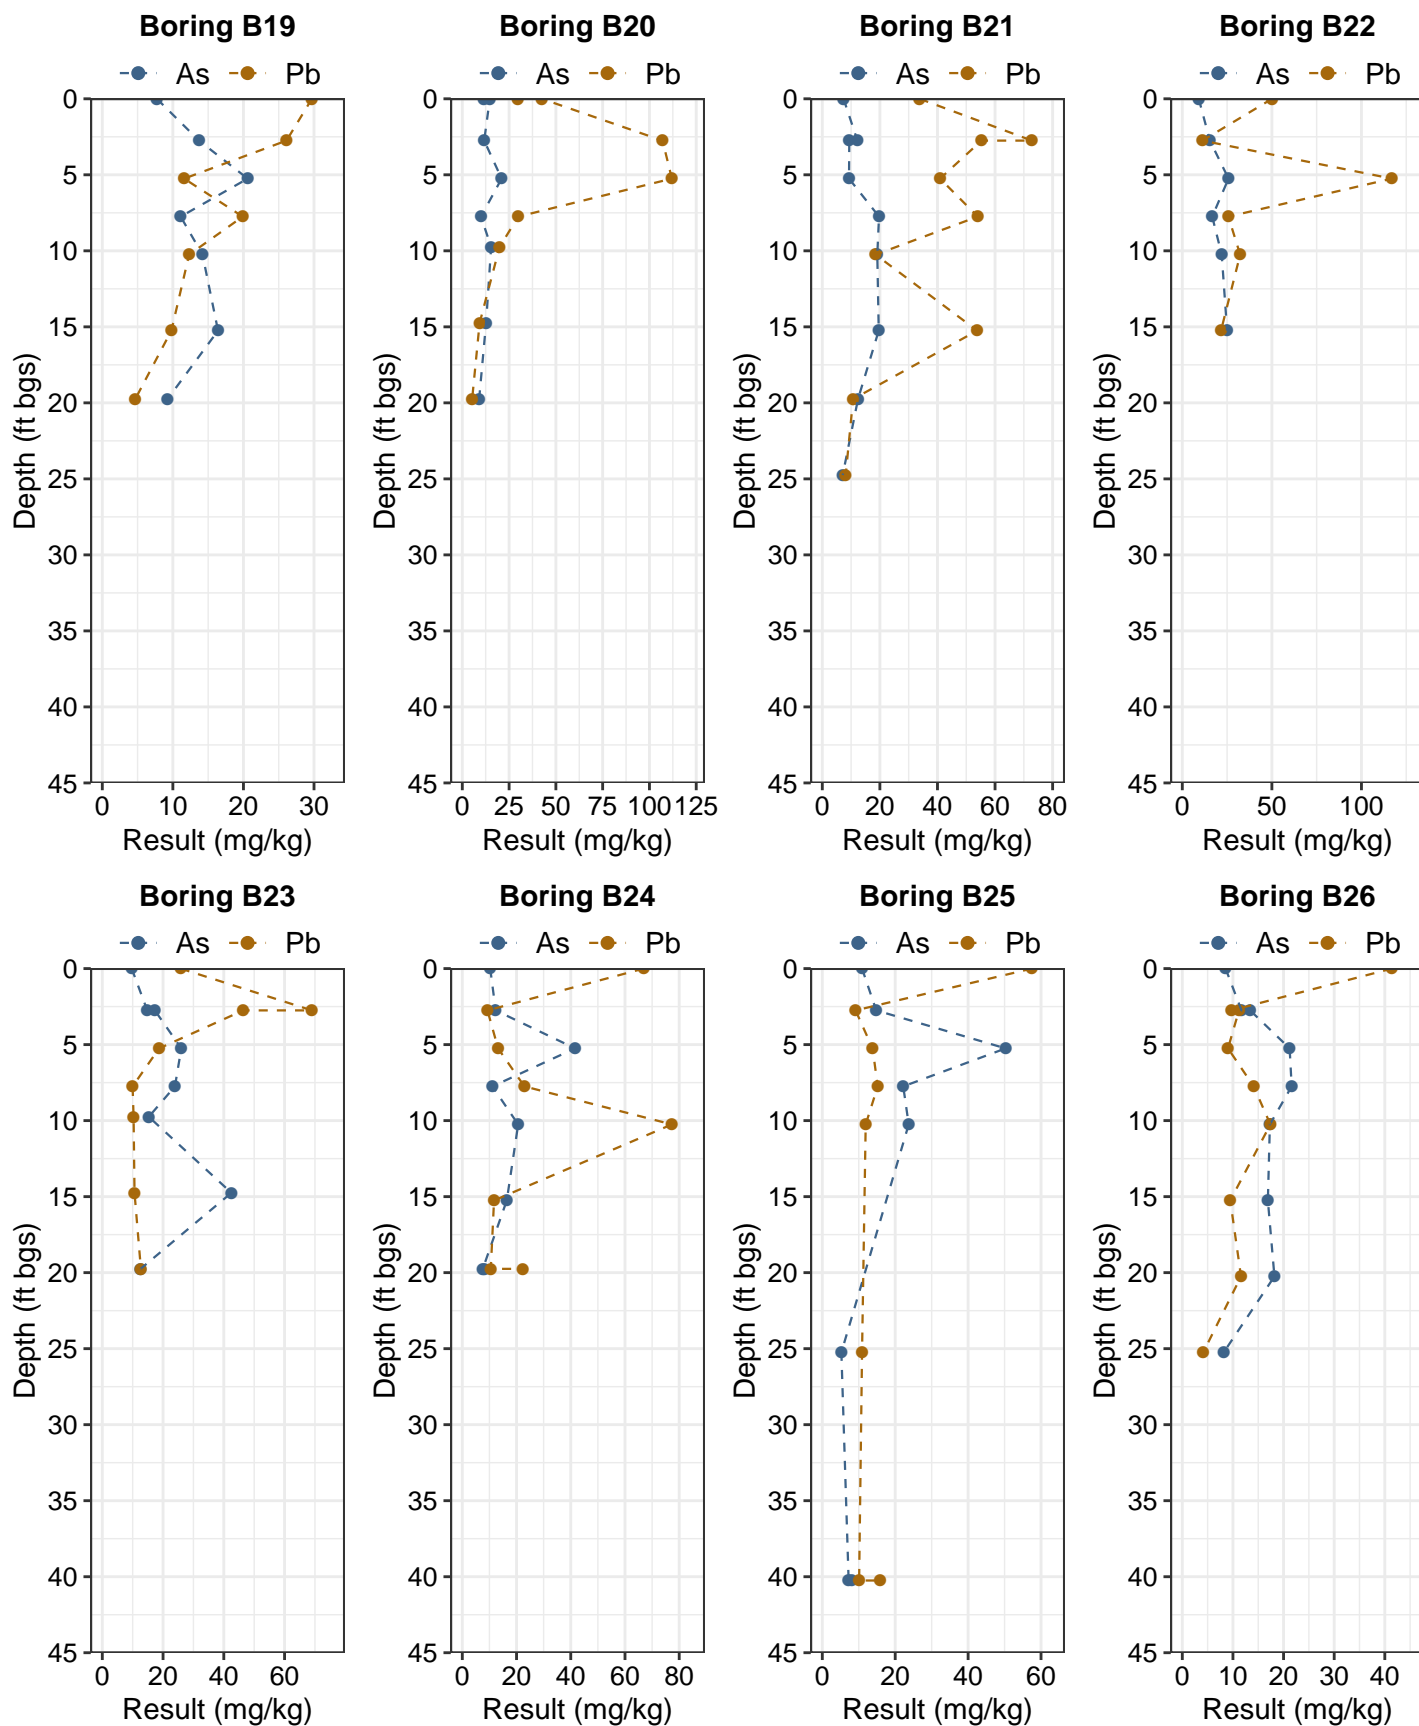 Boring B19 Boring B20 Boring B21 Boring B22
As Pb As Pb As Pb As Pb
0 0 0 0
5 5 5 5
10 10 10 10
15 15 15 15
20 20 20 20
25 25 25 25
30 30 30 30
35 35 35 35
40 40 40 40
45 45 45 45
Depth (ft bgs) Depth (ft bgs) Depth (ft bgs) Depth (ft bgs)
0 10 20 30 0 25 50 75 100 125 0 20 40 60 80 0 50 100
Result (mg/kg) Result (mg/kg) Result (mg/kg) Result (mg/kg)
Boring B23 Boring B24 Boring B25 Boring B26
As Pb As Pb As Pb As Pb
0 0 0 0
5 5 5 5
10 10 10 10
15 15 15 15
20 20 20 20
25 25 25 25
30 30 30 30
35 35 35 35
40 40 40 40
45 45 45 45
Depth (ft bgs) Depth (ft bgs) Depth (ft bgs) Depth (ft bgs)
0 20 40 60 0 20 40 60 80 0 20 40 60 0 10 20 30 40
Result (mg/kg) Result (mg/kg) Result (mg/kg) Result (mg/kg)